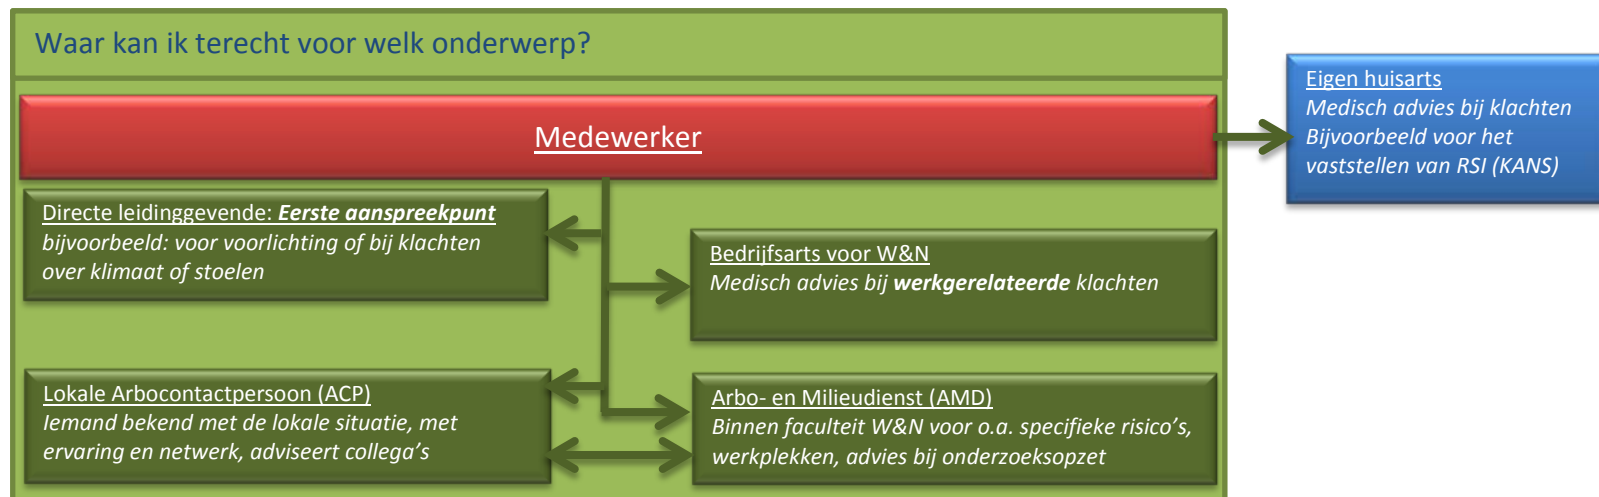 Waar kan ik terecht voor welk onderwerp?
Medewerker
Eigen huisarts
Medisch advies bij klachten
Bijvoorbeeld voor het
vaststellen van RSI (KANS)
Directe leidinggevende: Eerste aanspreekpunt
bijvoorbeeld: voor voorlichting of bij klachten
over klimaat of stoelen
Bedrijfsarts voor W&N
Medisch advies bij werkgerelateerde klachten
Lokale Arbocontactpersoon (ACP)
Iemand bekend met de lokale situatie, met
ervaring en netwerk, adviseert collega’s
Arbo- en Milieudienst (AMD)
Binnen faculteit W&N voor o.a. specifieke risico’s,
werkplekken, advies bij onderzoeksopzet